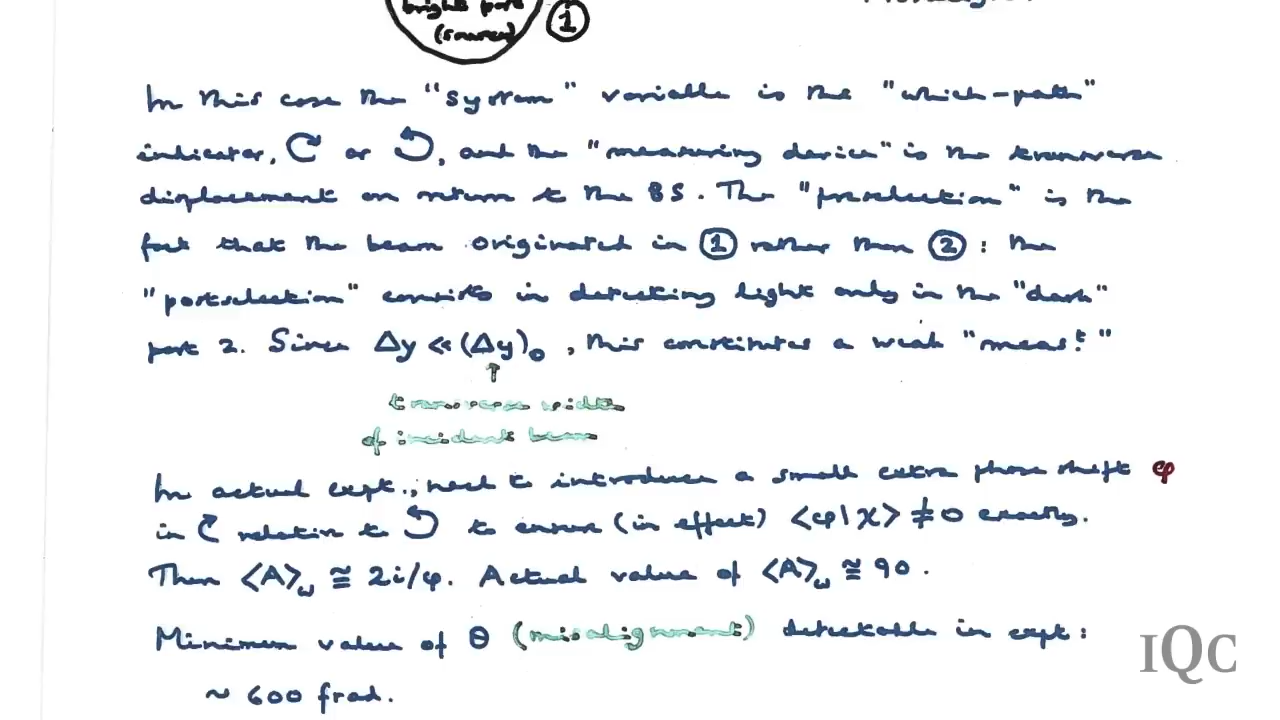 bright port
(source) ①
In this case the "system" variable is the "which-path"
indicator, ↻ or ↺, and the "measuring device" is the transverse
displacement on return to the BS. The "preselection" is the
fact that the beam originated in ① rather than ②: the
"postselection" consists in detecting light only in the "dark"
port 2. Since Δy ≪ (Δy)₀, this constitutes a weak "meas.t"
↑
transverse width
of incident beam
In actual expt., need to introduce a small extra phase shift φ
in ↻ relation to ↺ to ensure (in effect) ⟨φ|χ⟩ ≠ 0 exactly.
Then ⟨A⟩w ≅ 2i/φ. Actual value of ⟨A⟩w ≅ 90.
Minimum value of θ (misalignment) detectable in expt:
~ 600 frad.
IQC